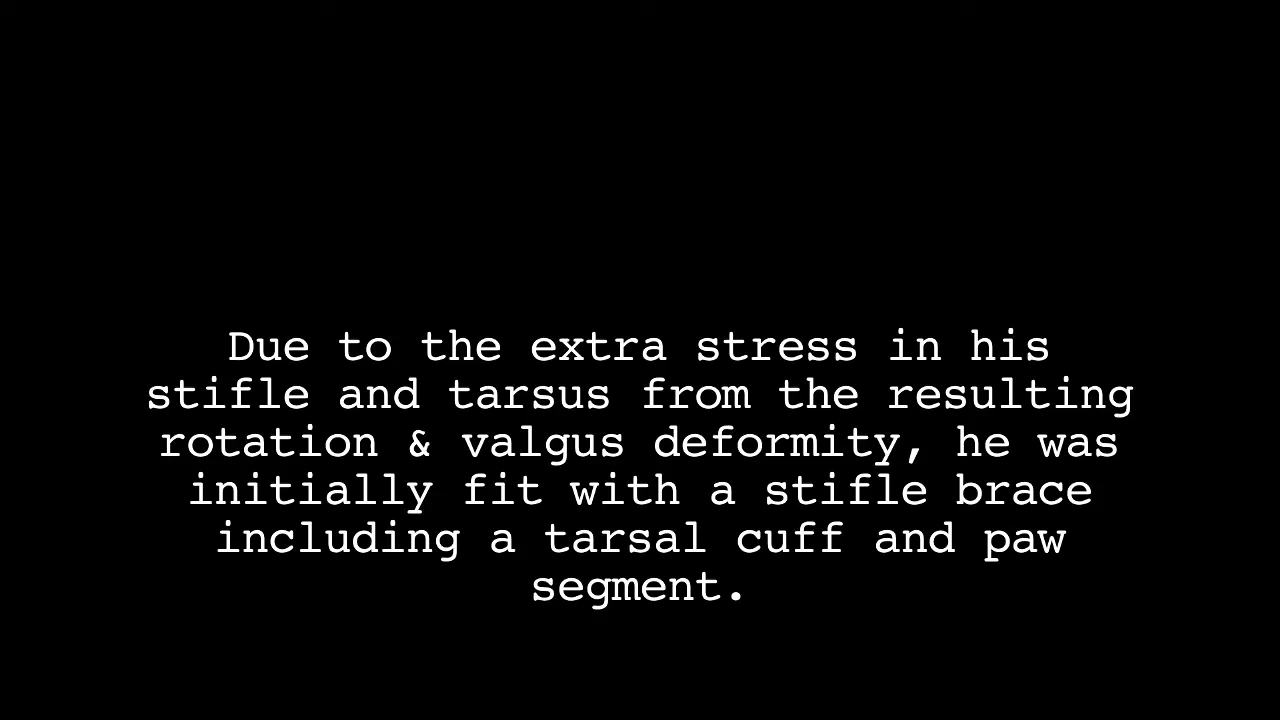 Due to the extra stress in his
stifle and tarsus from the resulting
rotation & valgus deformity, he was
initially fit with a stifle brace
including a tarsal cuff and paw
segment.